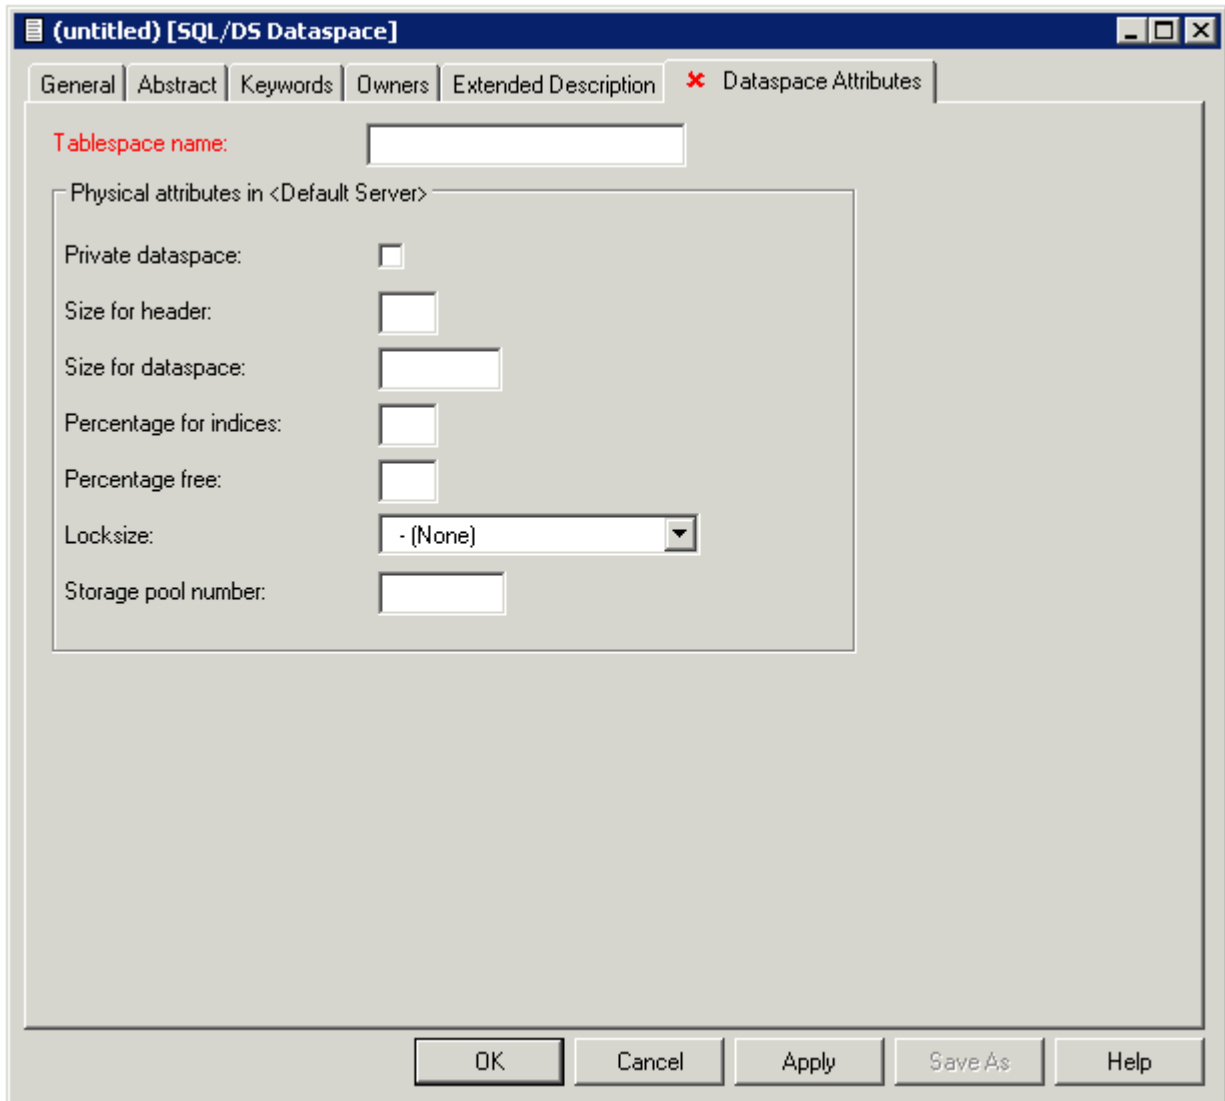 (untitled) [SQL/DS Dataspace]
General Abstract Keywords Owners Extended Description Dataspace Attributes
Tablespace name:
Physical attributes in <Default Server>
Private dataspace:
Size for header:
Size for dataspace:
Percentage for indices:
Percentage free:
Locksize: - (None)
Storage pool number:
OK Cancel Apply Save As Help